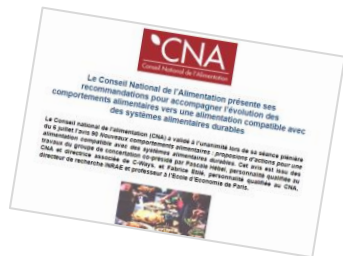 CNA
Conseil National de l'Alimentation
Le Conseil National de l'Alimentation présente ses
recommandations pour accompagner l'évolution des
comportements alimentaires vers une alimentation compatible avec
des systèmes alimentaires durables
Le Conseil national de l'alimentation (CNA) a validé à l'unanimité lors de sa séance plénière
du 6 juillet l'avis 90 Nouveaux comportements alimentaires : propositions d'actions pour une
alimentation compatible avec des systèmes alimentaires durables. Cet avis est issu des
travaux du groupe de concertation co-présidé par Pascale Hébel, personnalité qualifiée au
CNA et directrice associée de C-Ways, et Fabrice Etilé, personnalité qualifiée au CNA,
directeur de recherche INRAE et professeur à l'Ecole d'Economie de Paris.